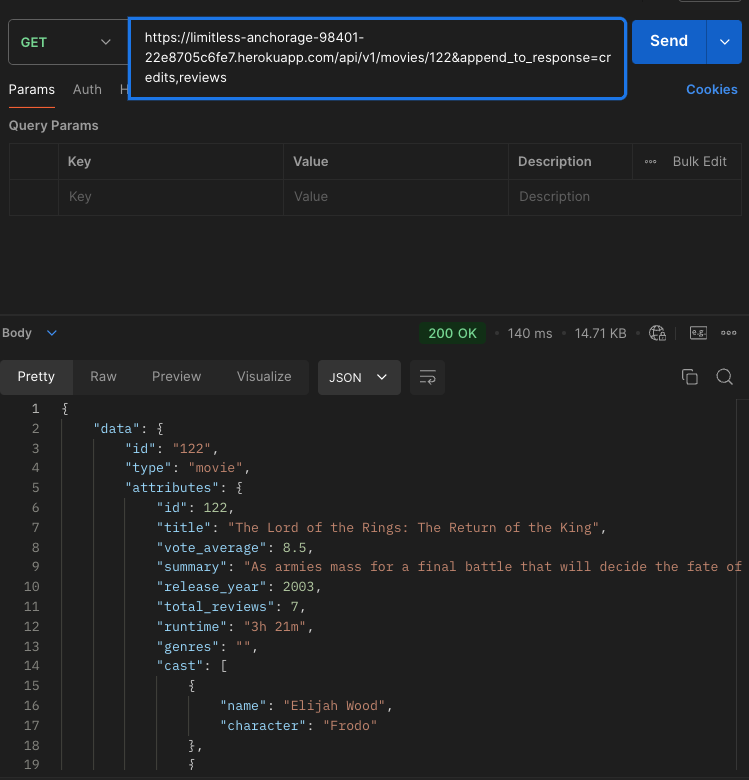 GET
https://limitless-anchorage-98401-
22e8705c6fe7.herokuapp.com/api/v1/movies/122&append_to_response=cr
edits,reviews
Send
Params Auth H Cookies
Query Params
Key Value Description Bulk Edit
Key Value Description
Body 200 OK 140 ms 14.71 KB e.g.
Pretty Raw Preview Visualize JSON
1 {
2 "data": {
3 "id": "122",
4 "type": "movie",
5 "attributes": {
6 "id": 122,
7 "title": "The Lord of the Rings: The Return of the King",
8 "vote_average": 8.5,
9 "summary": "As armies mass for a final battle that will decide the fate of
10 "release_year": 2003,
11 "total_reviews": 7,
12 "runtime": "3h 21m",
13 "genres": "",
14 "cast": [
15 {
16 "name": "Elijah Wood",
17 "character": "Frodo"
18 },
19 {